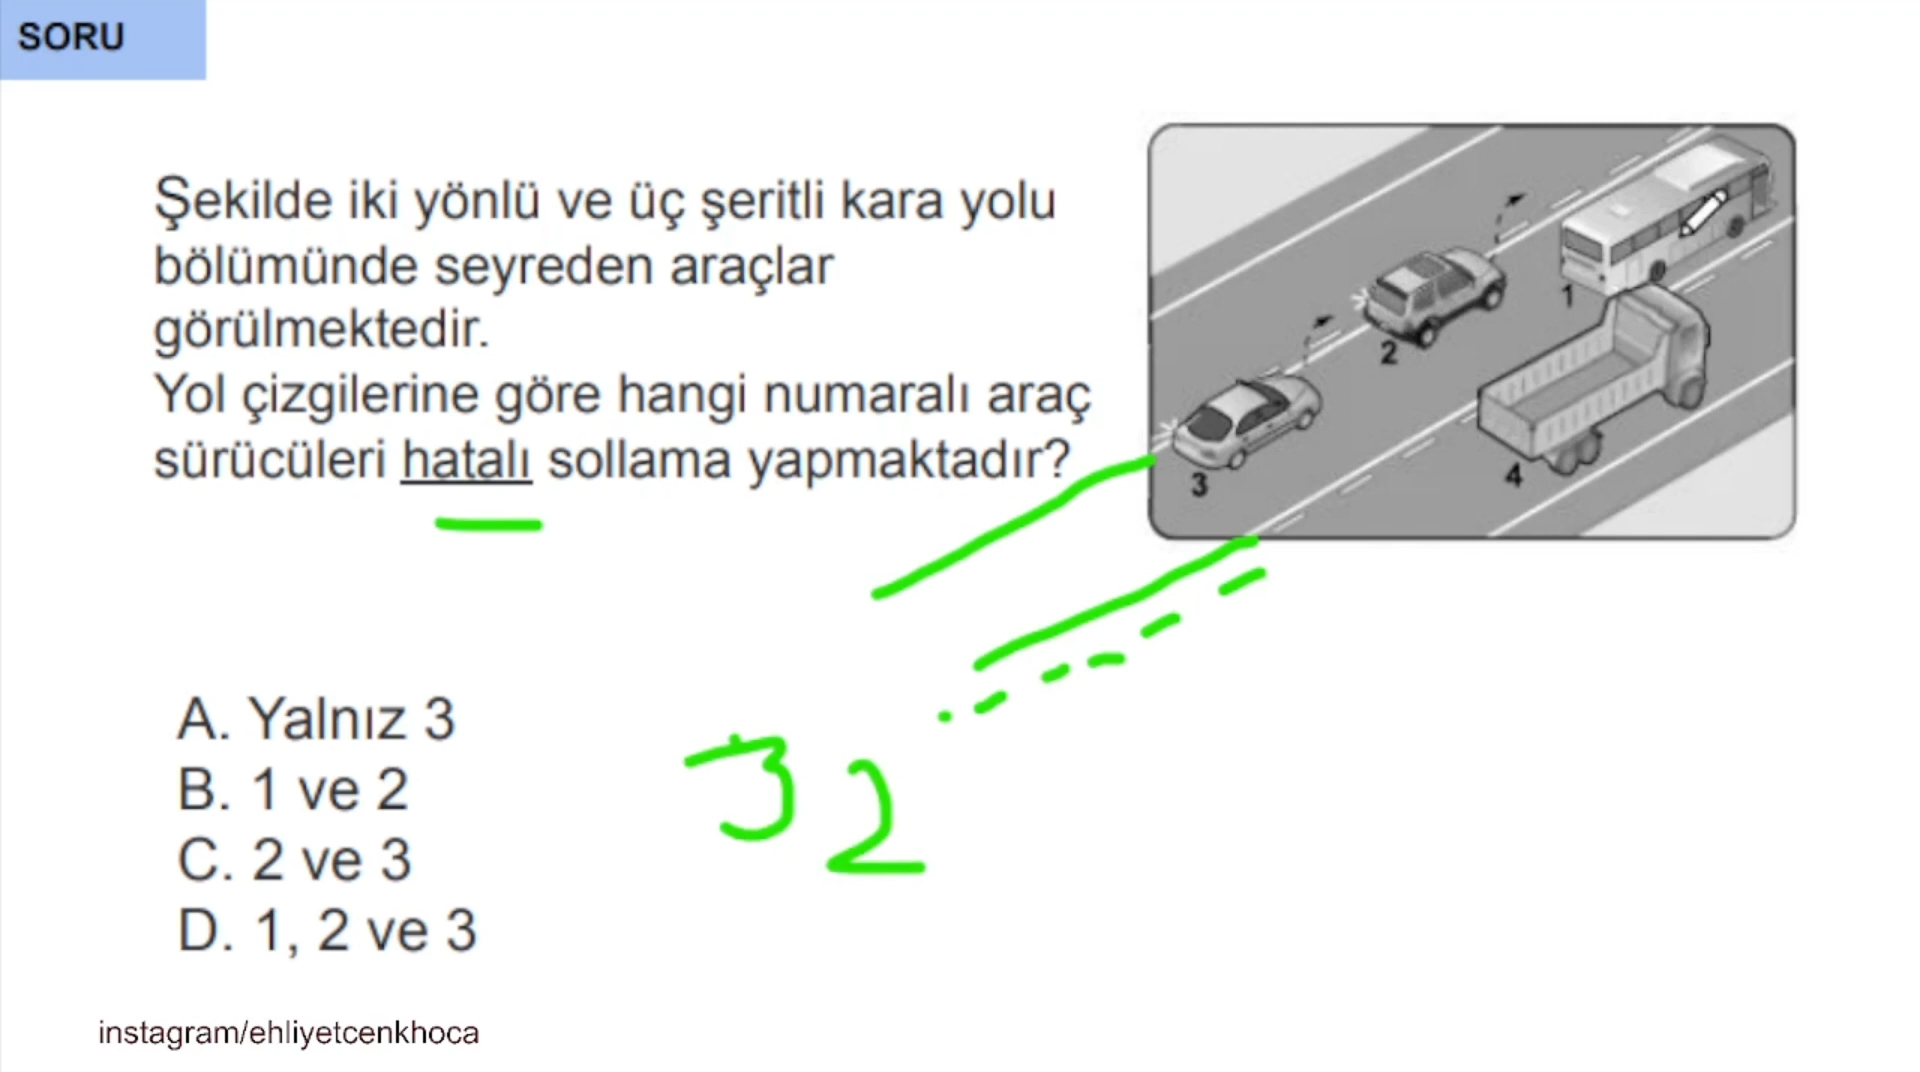 SORU
Şekilde iki yönlü ve üç şeritli kara yolu
bölümünde seyreden araçlar
görülmektedir.
Yol çizgilerine göre hangi numaralı araç
sürücüleri hatalı sollama yapmaktadır?
1
2
3
4
3 2
A. Yalnız 3
B. 1 ve 2
C. 2 ve 3
D. 1, 2 ve 3
instagram/ehliyetcenkhoca